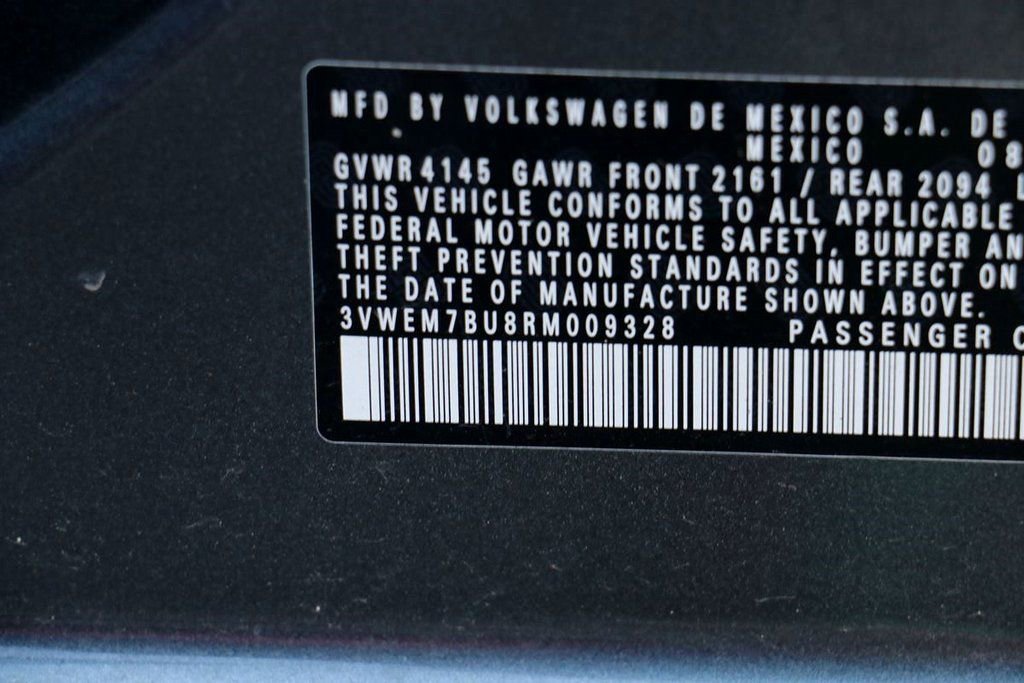 MFD BY VOLKSWAGEN DE MEXICO S.A. DE
MEXICO 08
GVWR 4145 GAWR FRONT 2161 / REAR 2094 L
THIS VEHICLE CONFORMS TO ALL APPLICABLE
FEDERAL MOTOR VEHICLE SAFETY, BUMPER AN
THEFT PREVENTION STANDARDS IN EFFECT ON
THE DATE OF MANUFACTURE SHOWN ABOVE.
3VWEM7BU8RM009328 PASSENGER C